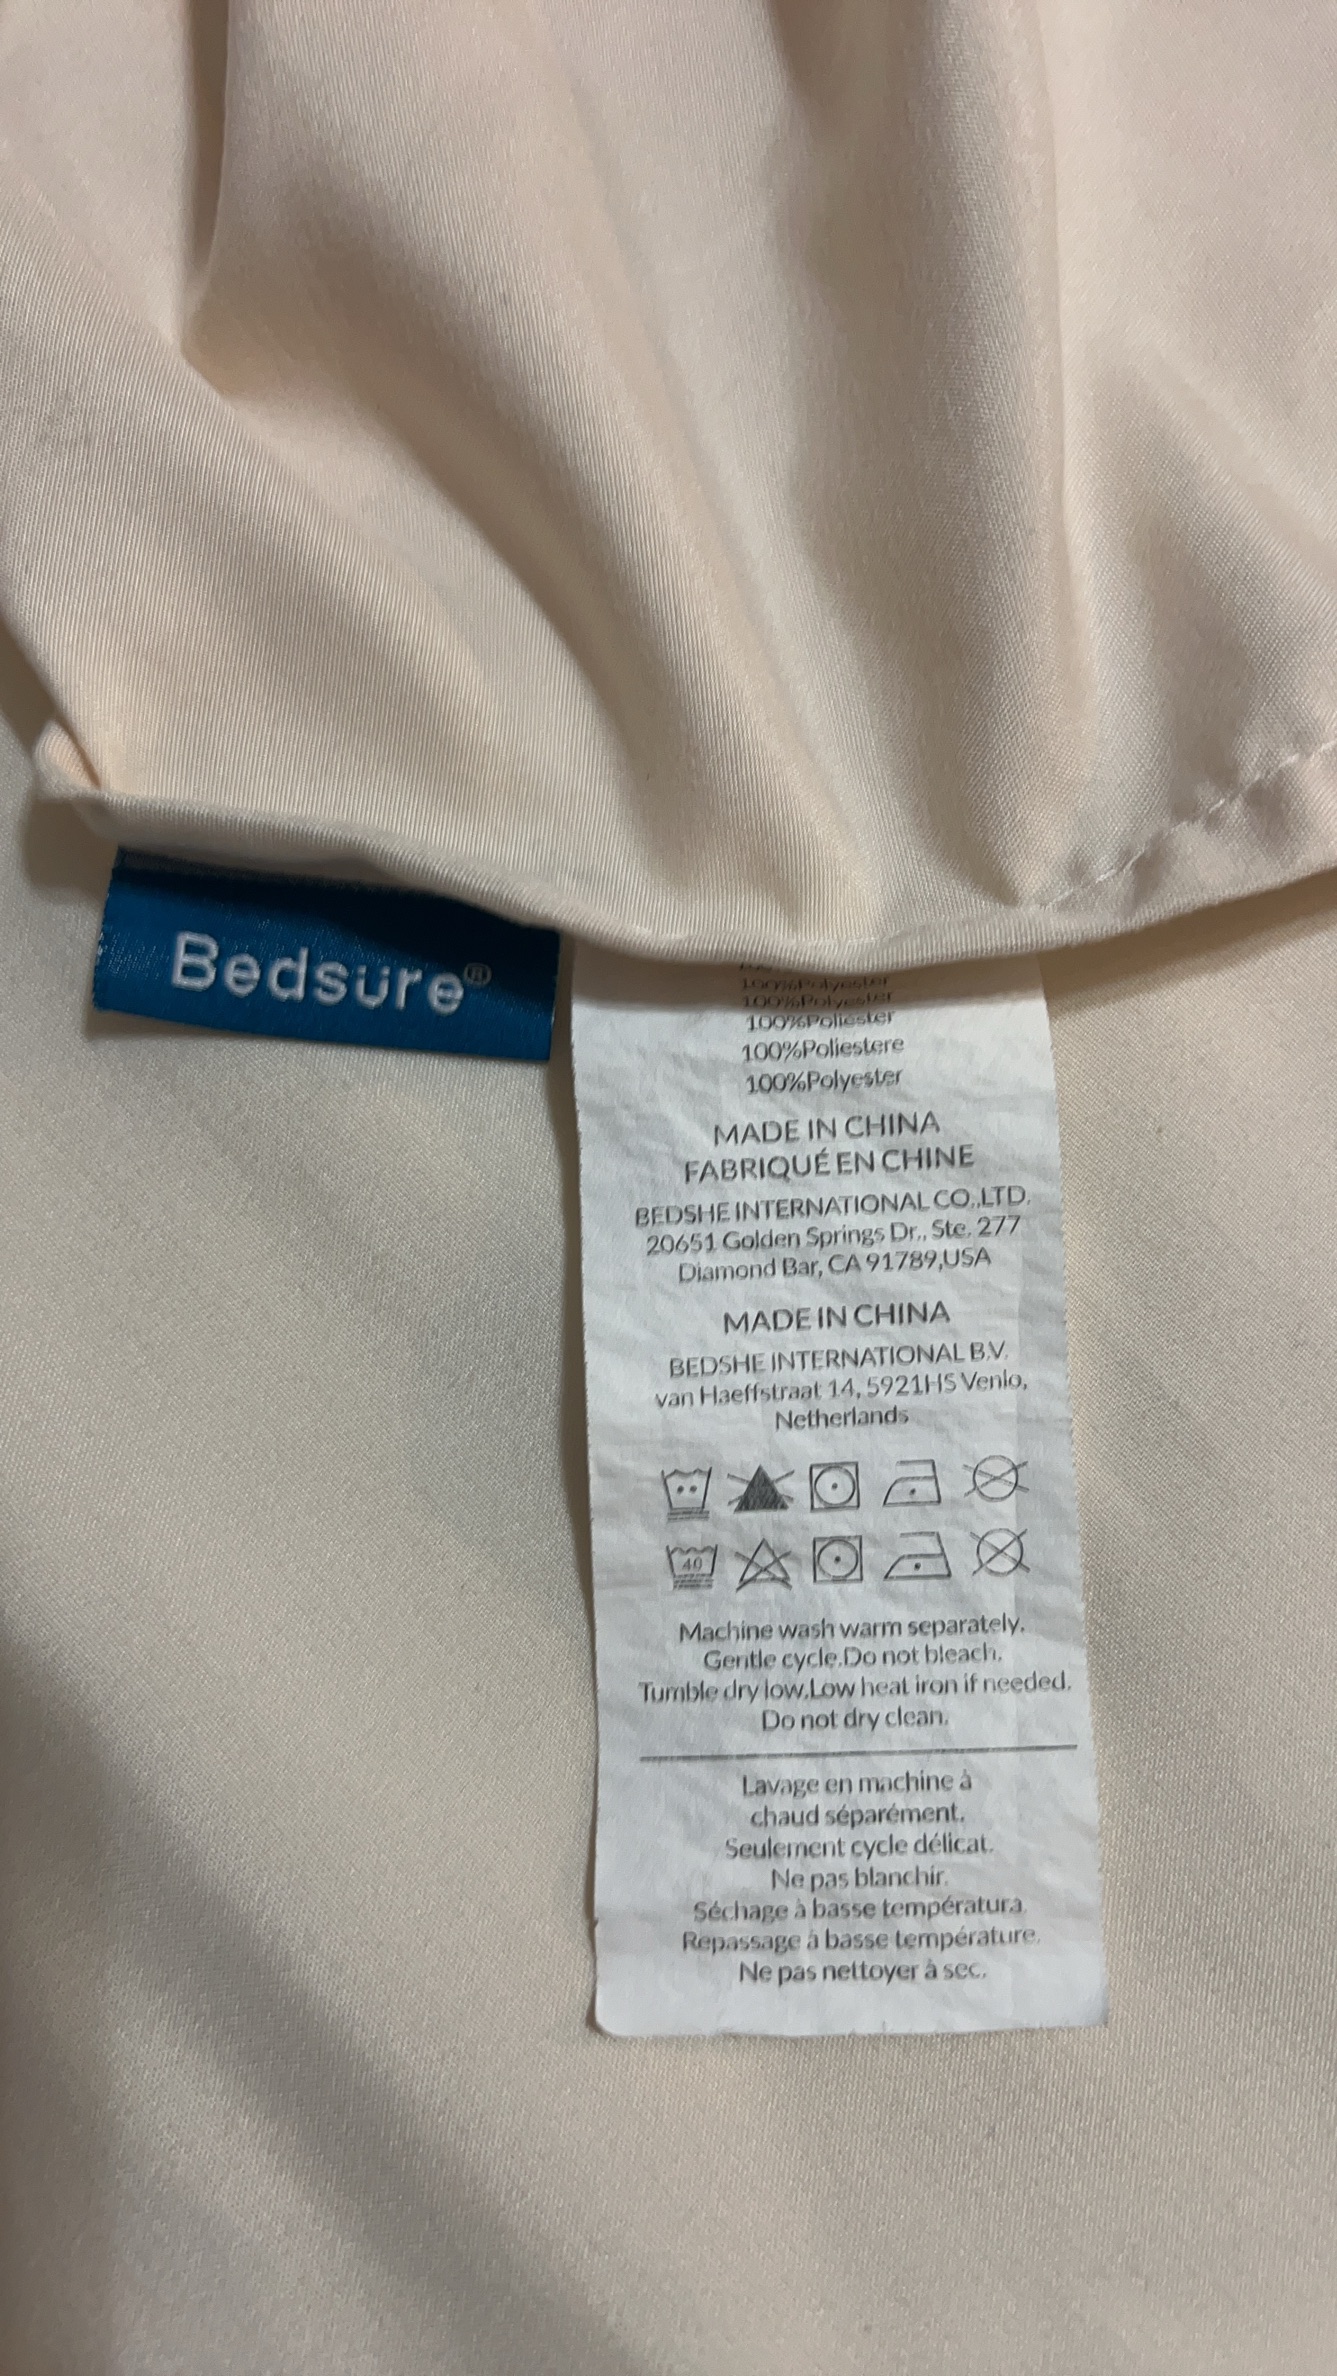 Bedsure®
100%Polyester
100%Polyester
100%Poliéster
100%Poliestere
100%Polyester
MADE IN CHINA
FABRIQUÉ EN CHINE
BEDSHE INTERNATIONAL CO.,LTD.
20651 Golden Springs Dr., Ste. 277
Diamond Bar, CA 91789,USA
MADE IN CHINA
BEDSHE INTERNATIONAL B.V.
van Haeffstraat 14, 5921HS Venlo,
Netherlands
40
Machine wash warm separately.
Gentle cycle.Do not bleach.
Tumble dry low.Low heat iron if needed.
Do not dry clean.
Lavage en machine à
chaud séparément.
Seulement cycle délicat.
Ne pas blanchir.
Séchage à basse températura
Repassage à basse température.
Ne pas nettoyer à sec.